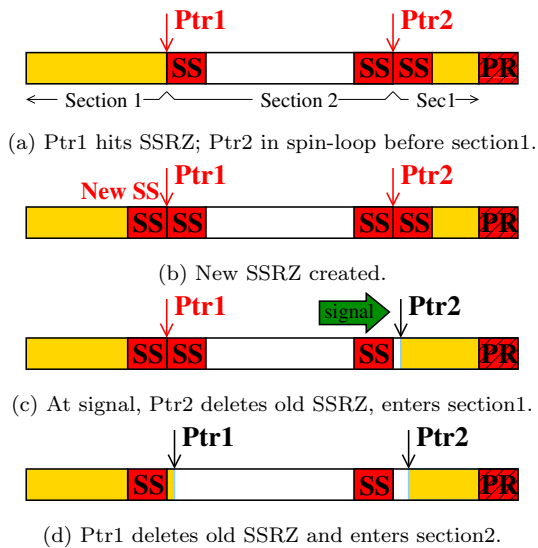 Ptr1 Ptr2
SS SS SS PR
Section 1 Section 2 Sec1
(a) Ptr1 hits SSRZ; Ptr2 in spin-loop before section1.
New SS Ptr1 Ptr2
SS SS SS SS PR
(b) New SSRZ created.
Ptr1 signal Ptr2
SS SS SS PR
(c) At signal, Ptr2 deletes old SSRZ, enters section1.
Ptr1 Ptr2
SS SS PR
(d) Ptr1 deletes old SSRZ and enters section2.